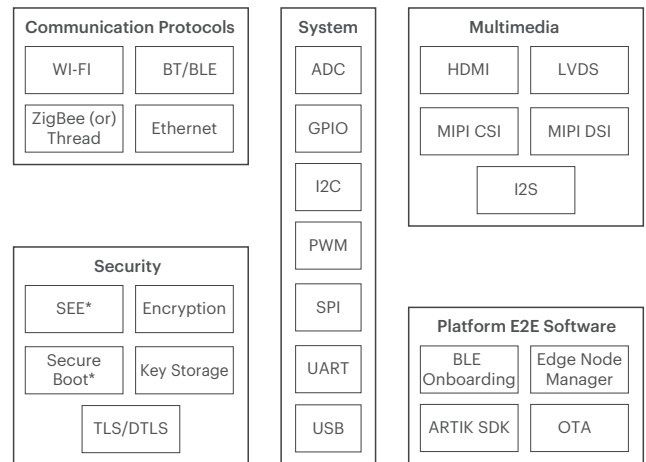 Communication Protocols
WI-FI
BT/BLE
ZigBee (or)
Thread
Ethernet
System
ADC
GPIO
I2C
PWM
SPI
UART
USB
Multimedia
HDMI
LVDS
MIPI CSI
MIPI DSI
I2S
Security
SEE*
Encryption
Secure
Boot*
Key Storage
TLS/DTLS
Platform E2E Software
BLE
Onboarding
Edge Node
Manager
ARTIK SDK
OTA